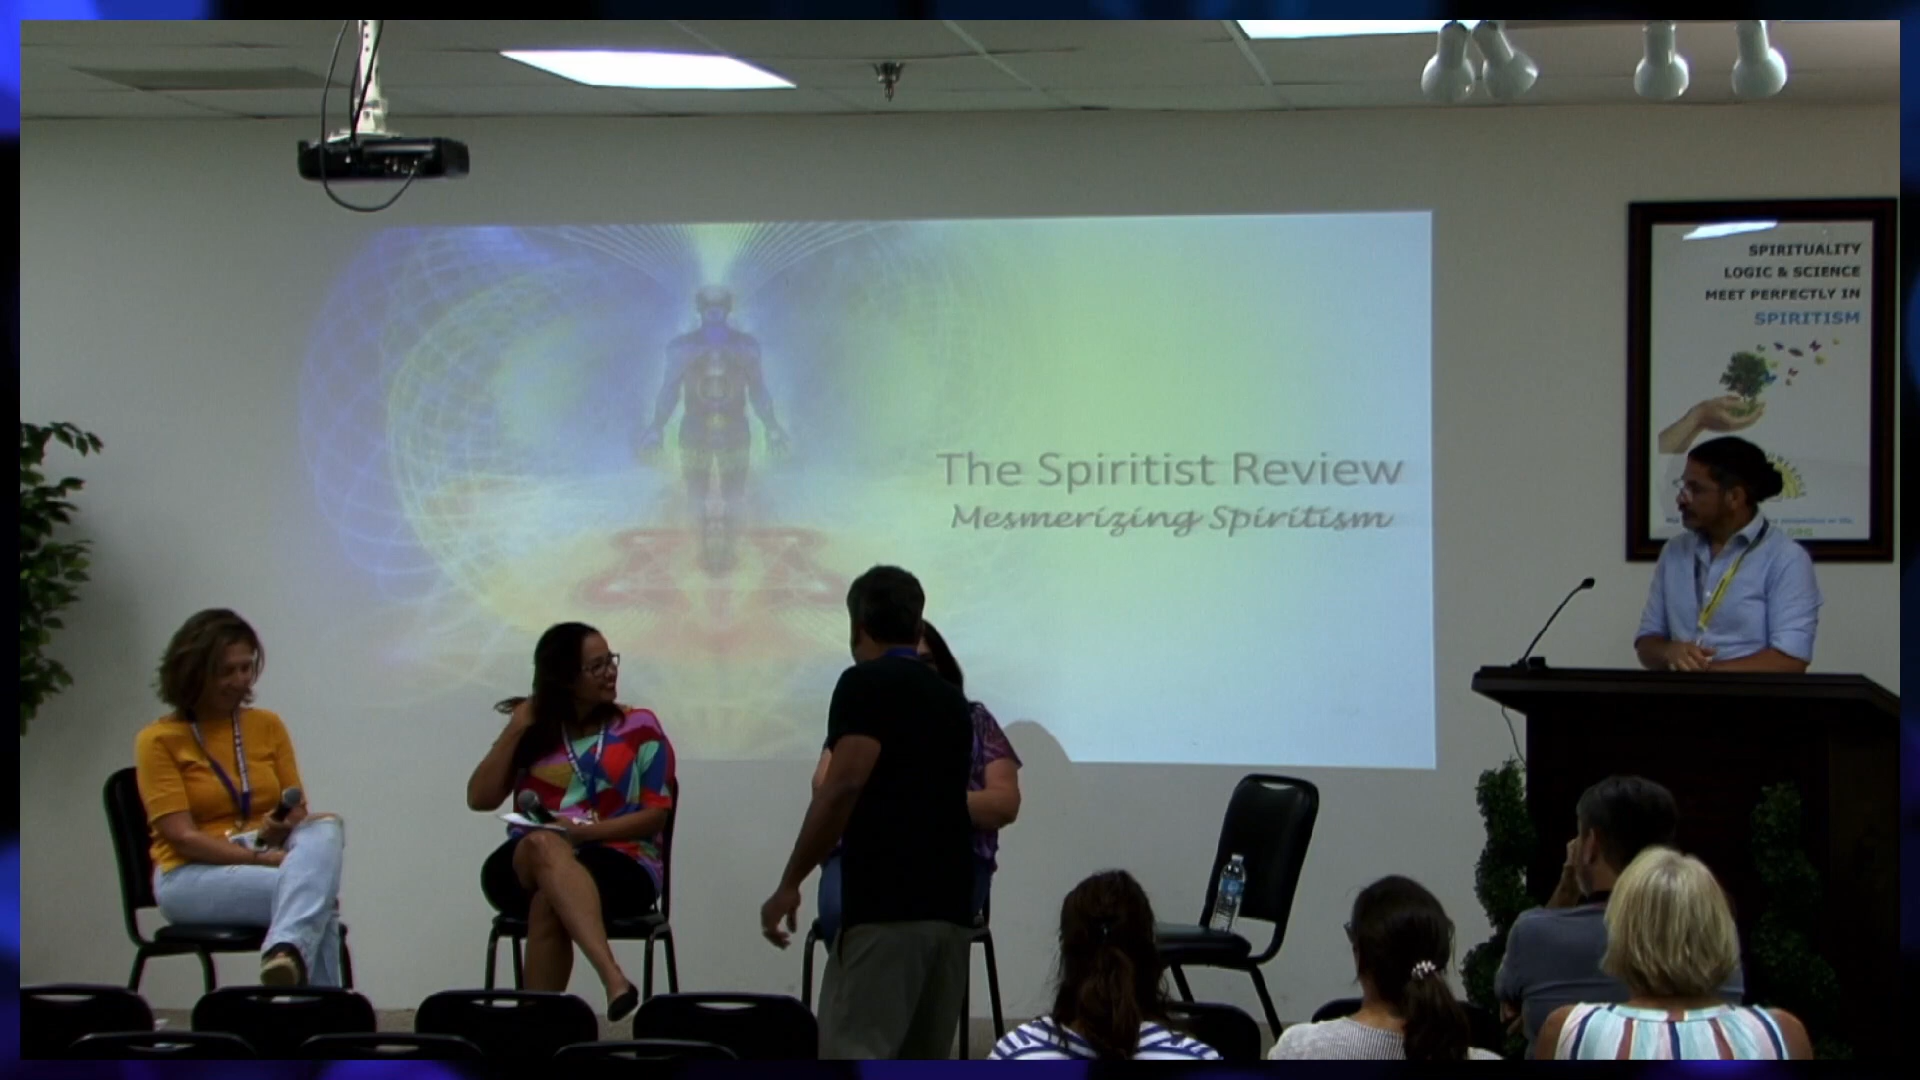 The Spiritist Review
Mesmerizing Spiritism
SPIRITUALITY
LOGIC & SCIENCE
MEET PERFECTLY IN
SPIRITISM